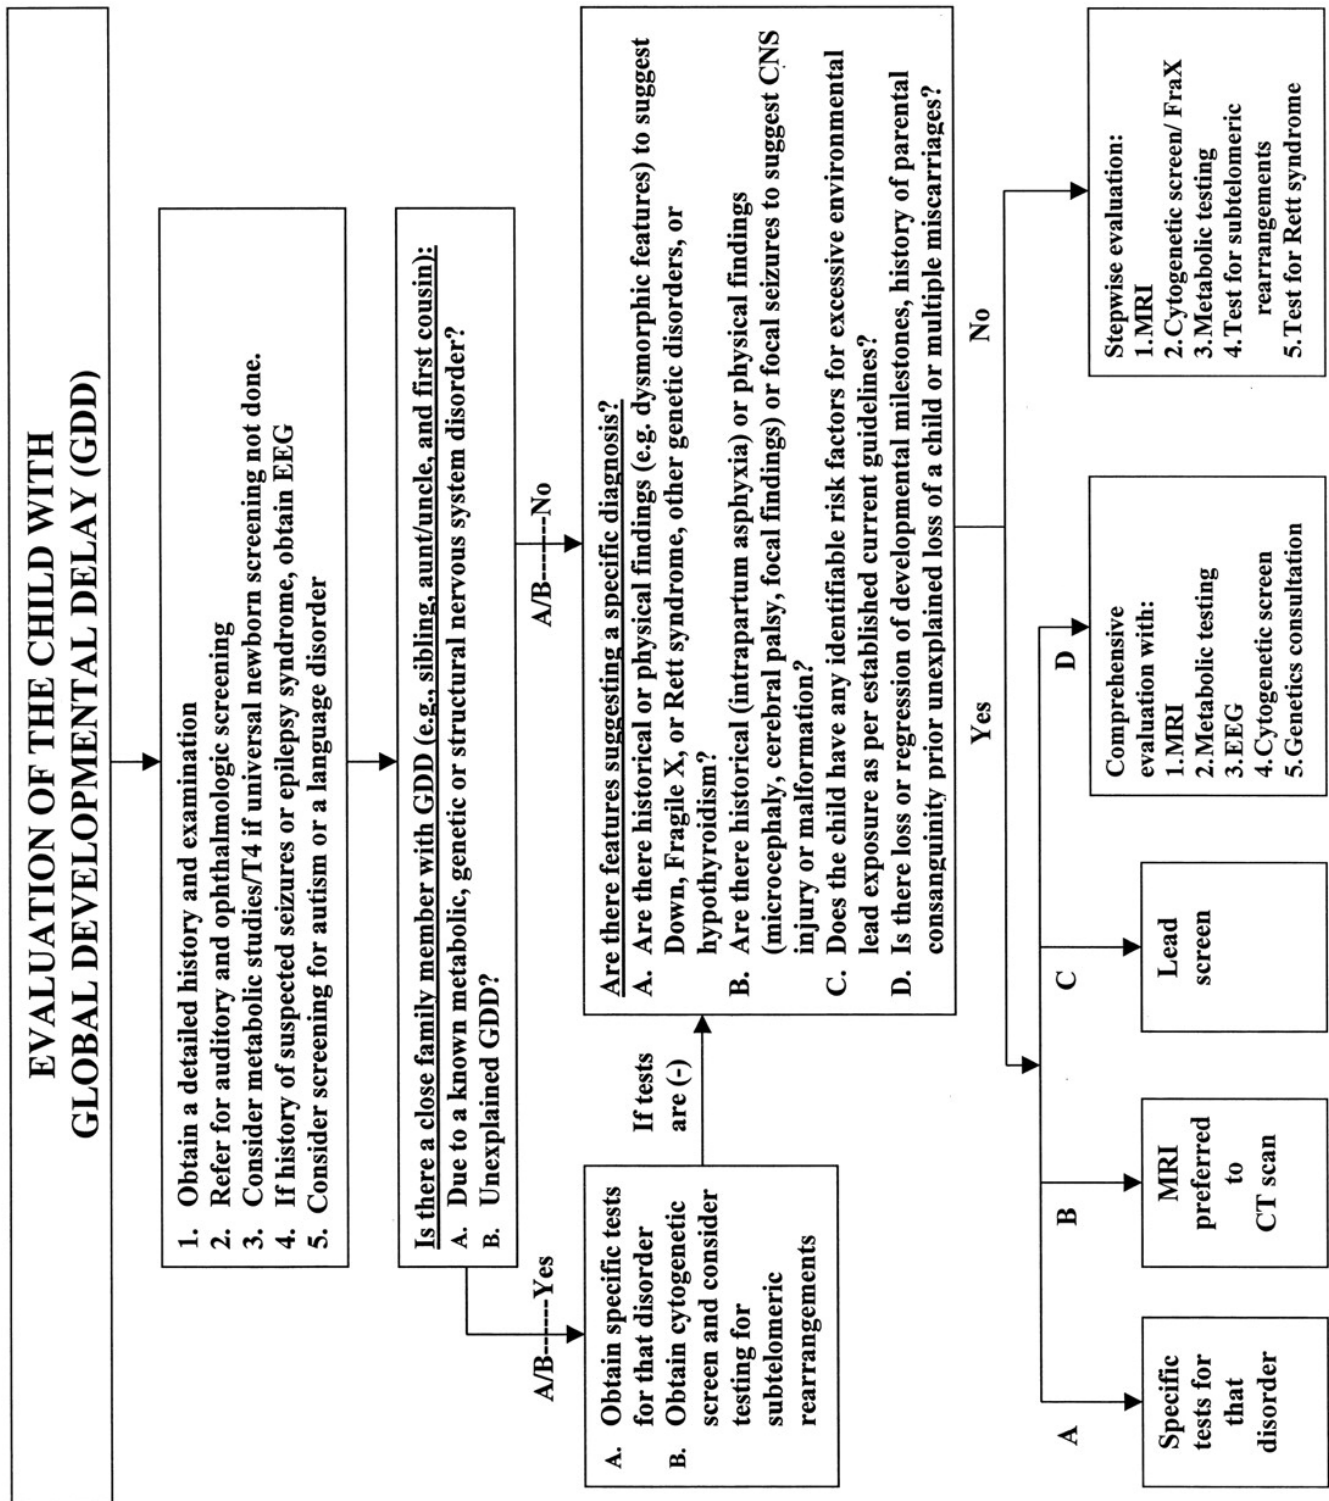 EVALUATION OF THE CHILD WITH
GLOBAL DEVELOPMENTAL DELAY (GDD)
1. Obtain a detailed history and examination
2. Refer for auditory and ophthalmologic screening
3. Consider metabolic studies/T4 if universal newborn screening not done.
4. If history of suspected seizures or epilepsy syndrome, obtain EEG
5. Consider screening for autism or a language disorder
Is there a close family member with GDD (e.g., sibling, aunt/uncle, and first cousin):
A. Due to a known metabolic, genetic or structural nervous system disorder?
B. Unexplained GDD?
A/B------Yes
A/B------No
A. Obtain specific tests
for that disorder
B. Obtain cytogenetic
screen and consider
testing for
subtelomeric
rearrangements
If tests
are (-)
Are there features suggesting a specific diagnosis?
A. Are there historical or physical findings (e.g. dysmorphic features) to suggest
Down, Fragile X, or Rett syndrome, other genetic disorders, or
hypothyroidism?
B. Are there historical (intrapartum asphyxia) or physical findings
(microcephaly, cerebral palsy, focal findings) or focal seizures to suggest CNS
injury or malformation?
C. Does the child have any identifiable risk factors for excessive environmental
lead exposure as per established current guidelines?
D. Is there loss or regression of developmental milestones, history of parental
consanguinity prior unexplained loss of a child or multiple miscarriages?
Yes
No
A
B
C
D
Specific
tests for
that
disorder
MRI
preferred
to
CT scan
Lead
screen
Comprehensive
evaluation with:
1.MRI
2.Metabolic testing
3.EEG
4.Cytogenetic screen
5.Genetics consultation
Stepwise evaluation:
1.MRI
2.Cytogenetic screen/ FraX
3.Metabolic testing
4.Test for subtelomeric
rearrangements
5.Test for Rett syndrome